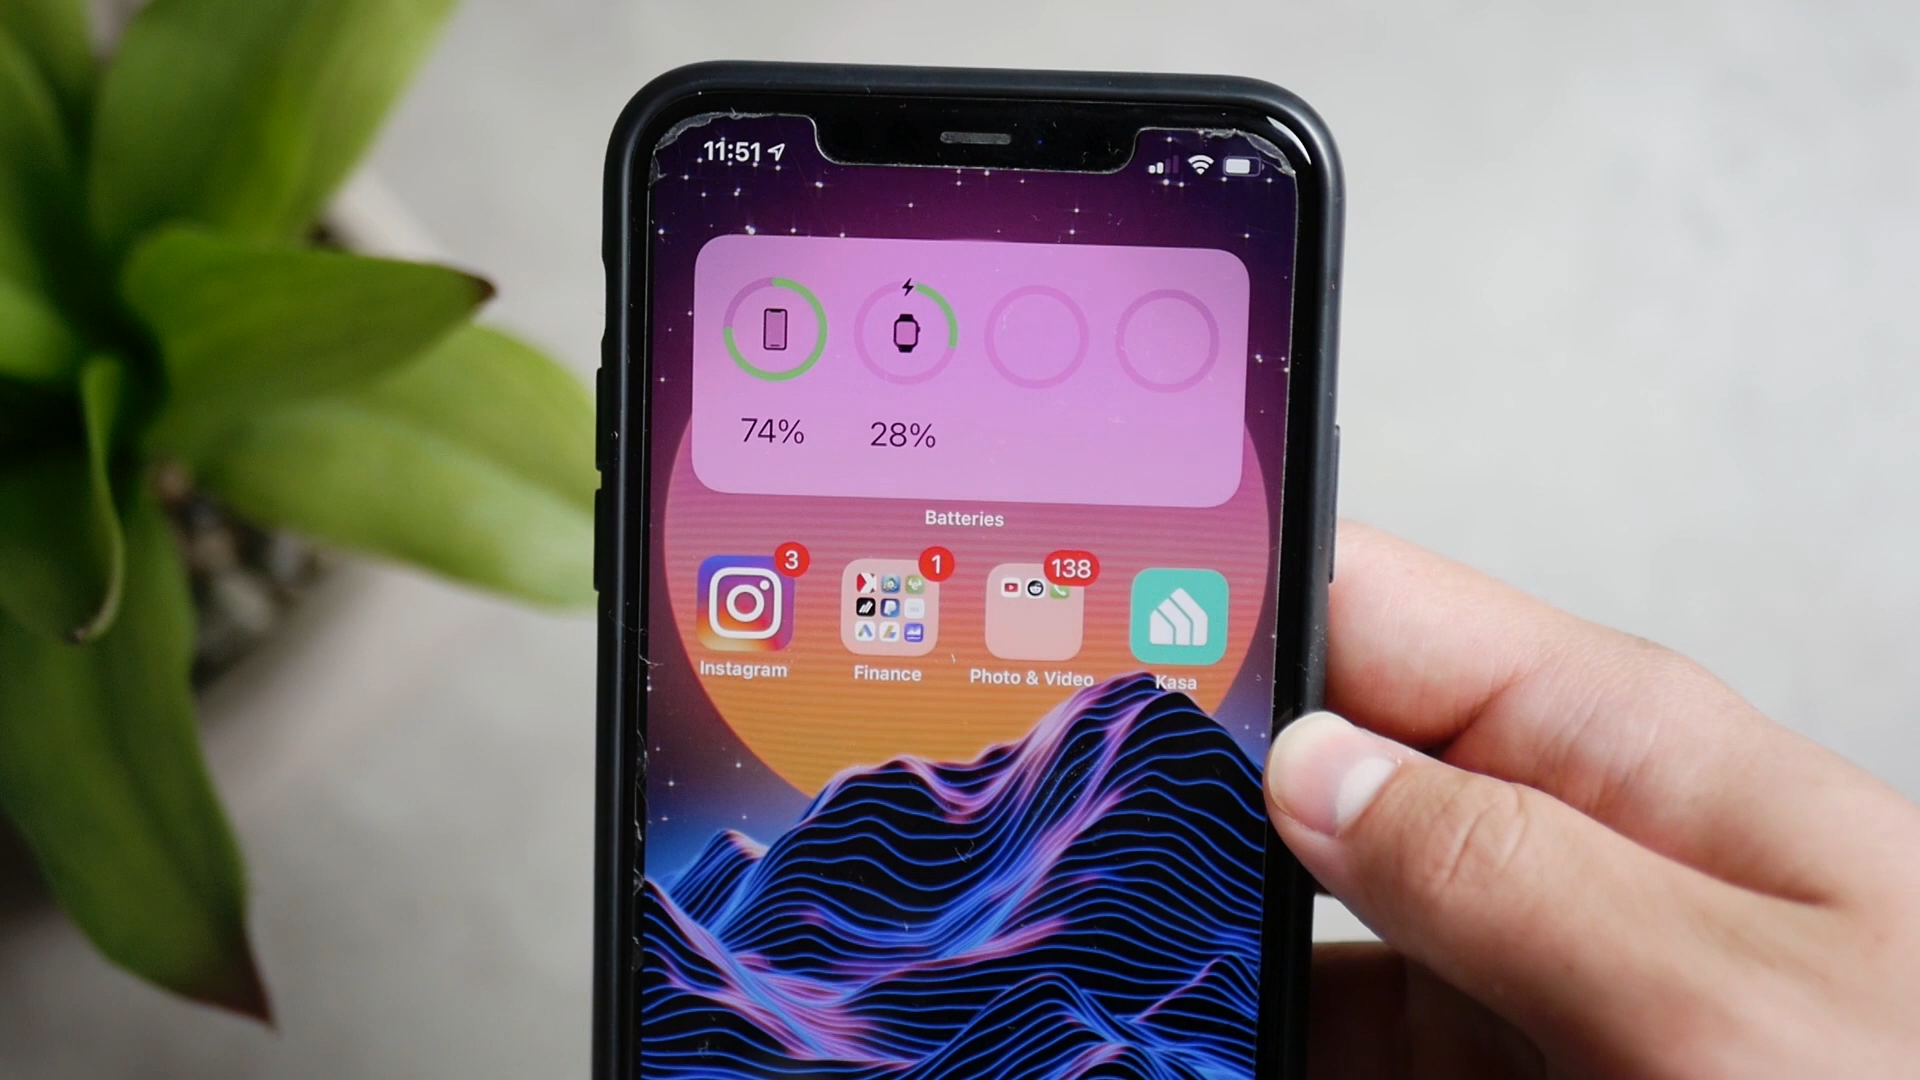 11:51
74% 28%
Batteries
3 1 138
Instagram Finance Photo & Video Kasa